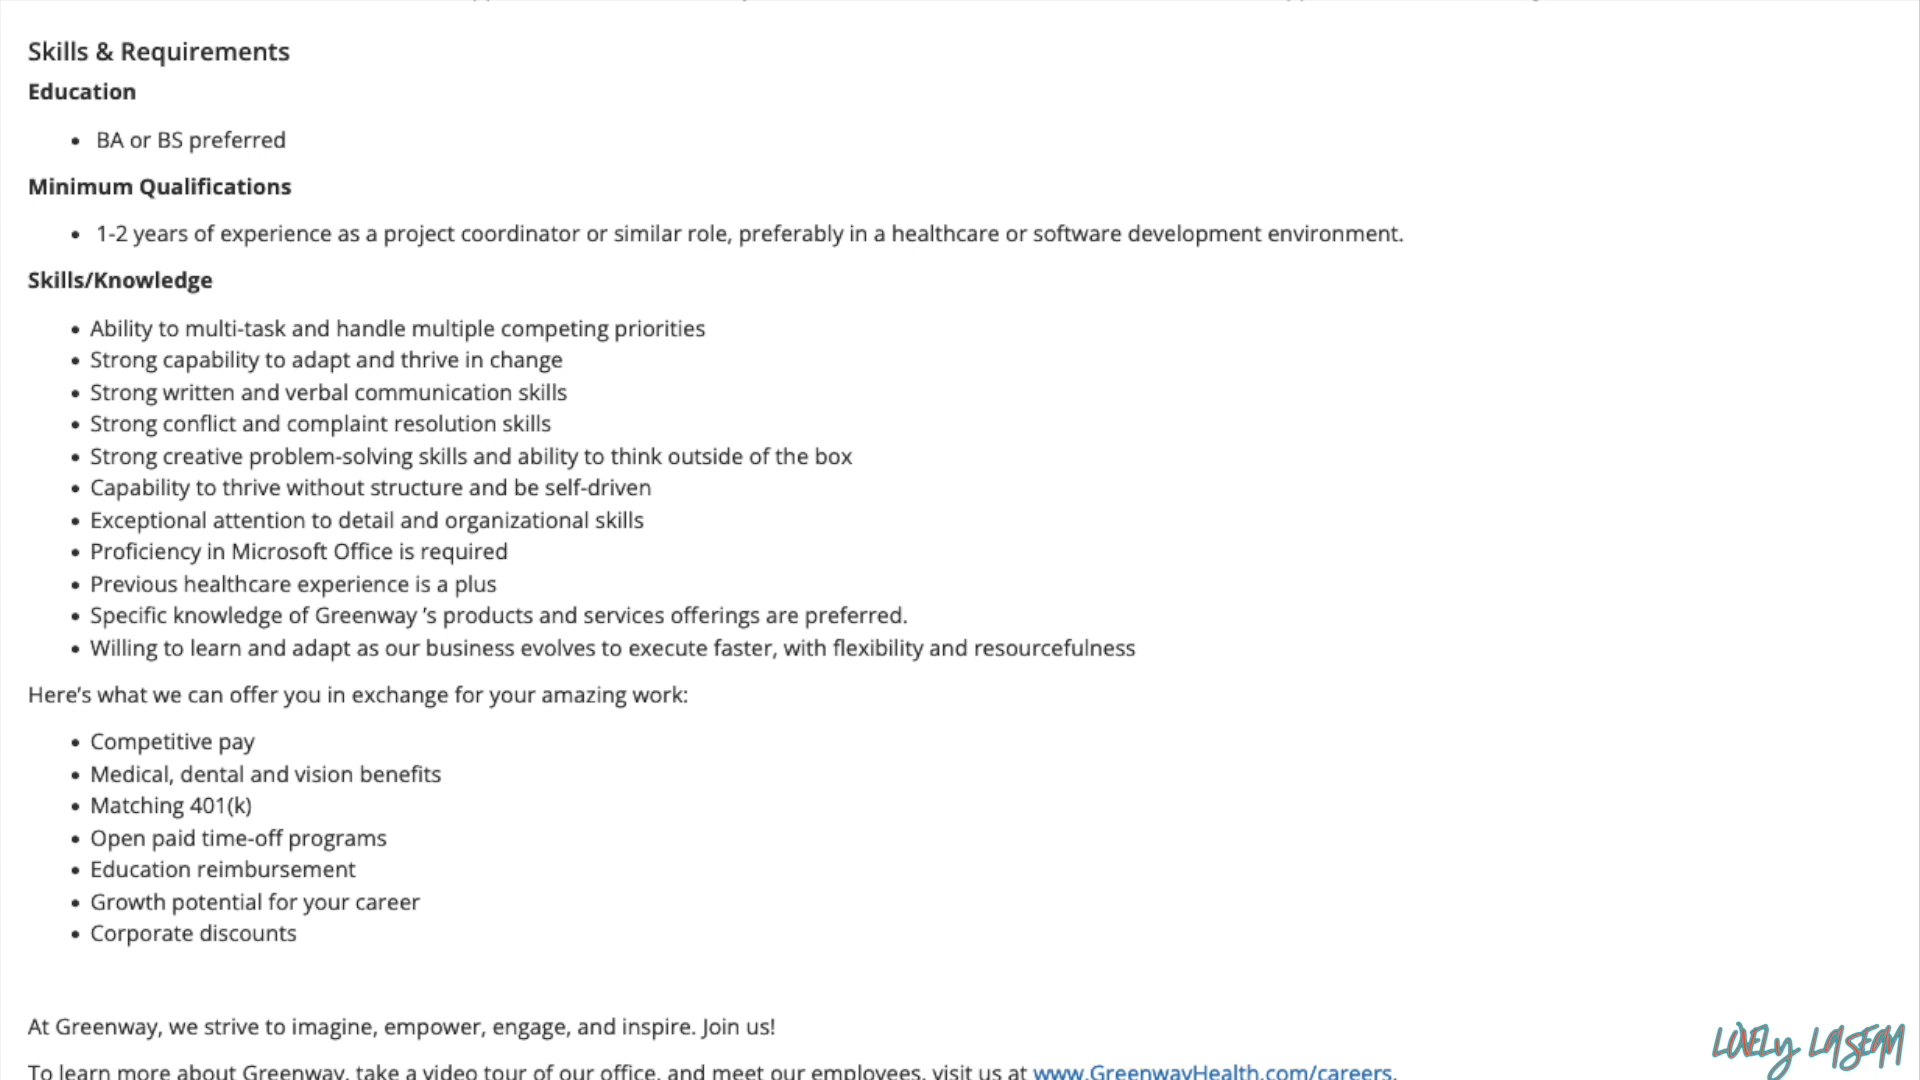 Skills & Requirements
Education
• BA or BS preferred
Minimum Qualifications
• 1-2 years of experience as a project coordinator or similar role, preferably in a healthcare or software development environment.
Skills/Knowledge
• Ability to multi-task and handle multiple competing priorities
• Strong capability to adapt and thrive in change
• Strong written and verbal communication skills
• Strong conflict and complaint resolution skills
• Strong creative problem-solving skills and ability to think outside of the box
• Capability to thrive without structure and be self-driven
• Exceptional attention to detail and organizational skills
• Proficiency in Microsoft Office is required
• Previous healthcare experience is a plus
• Specific knowledge of Greenway 's products and services offerings are preferred.
• Willing to learn and adapt as our business evolves to execute faster, with flexibility and resourcefulness
Here’s what we can offer you in exchange for your amazing work:
• Competitive pay
• Medical, dental and vision benefits
• Matching 401(k)
• Open paid time-off programs
• Education reimbursement
• Growth potential for your career
• Corporate discounts
At Greenway, we strive to imagine, empower, engage, and inspire. Join us!
LOVELy LASEAM
To learn more about Greenway, take a video tour of our office, and meet our employees, visit us at www.GreenwayHealth.com/careers.